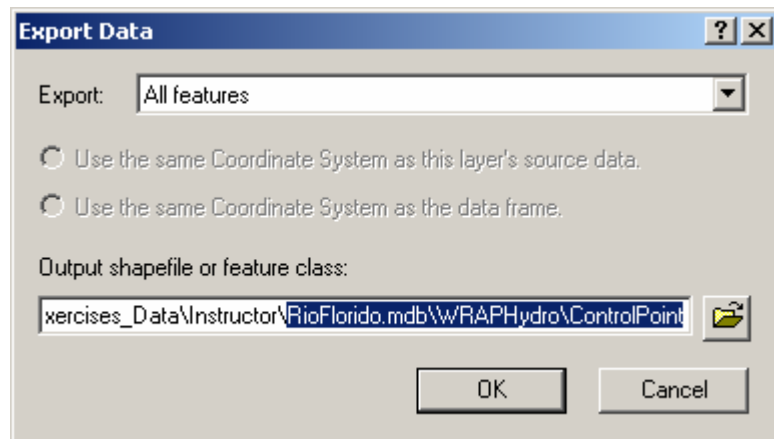 Export Data
Export: All features
Use the same Coordinate System as this layer's source data.
Use the same Coordinate System as the data frame.
Output shapefile or feature class:
xercises_Data\Instructor\RioFlorido.mdb\WRAPHydro\ControlPoint
OK Cancel